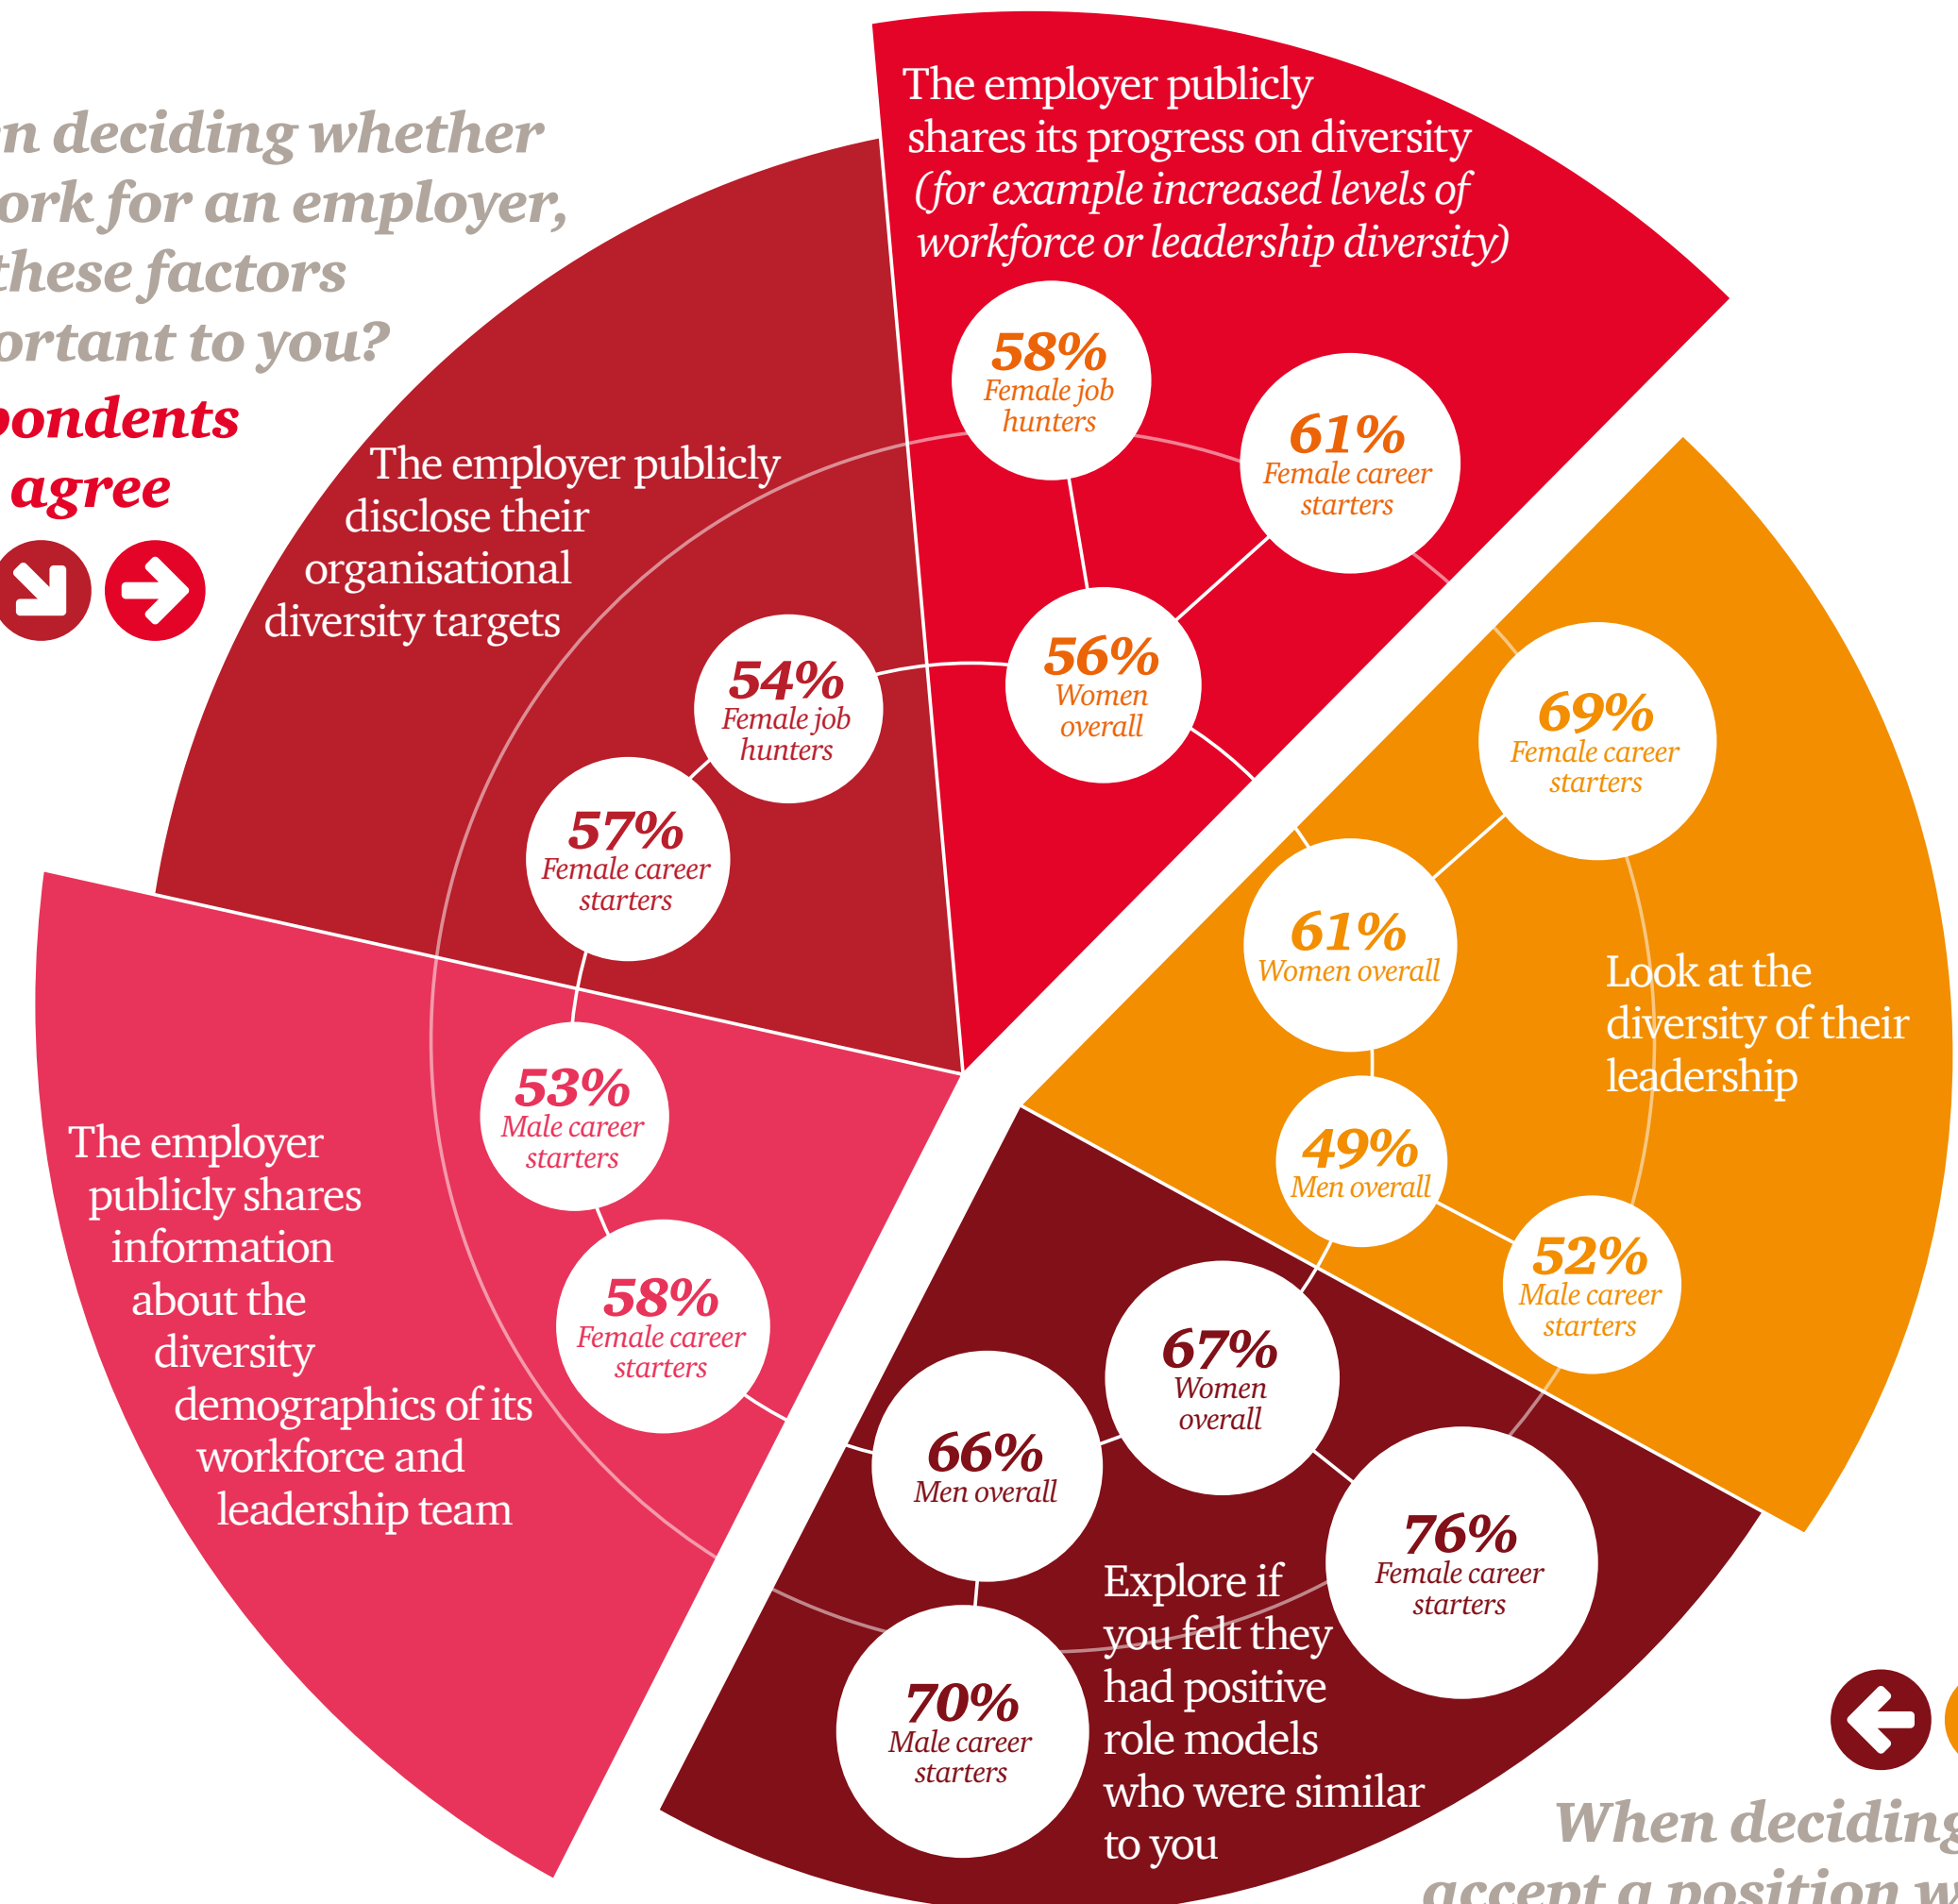 deciding whether
for an employer,
these factors
to you?
agree
The employer publicly
shares its progress on diversity
(for example increased levels of
workforce or leadership diversity)
58%
Female job
hunters
61%
Female career
starters
56%
Women
overall
The employer publicly
disclose their
organisational
diversity targets
54%
Female job
hunters
57%
Female career
starters
69%
Female career
starters
61%
Women overall
49%
Men overall
52%
Male career
starters
Look at the
diversity of their
leadership
53%
Male career
starters
58%
Female career
starters
The employer
publicly shares
information
about the
diversity
demographics of its
workforce and
leadership team
67%
Women
overall
66%
Men overall
76%
Female career
starters
70%
Male career
starters
Explore if
you felt they
had positive
role models
who were similar
to you
When deciding
accept a position